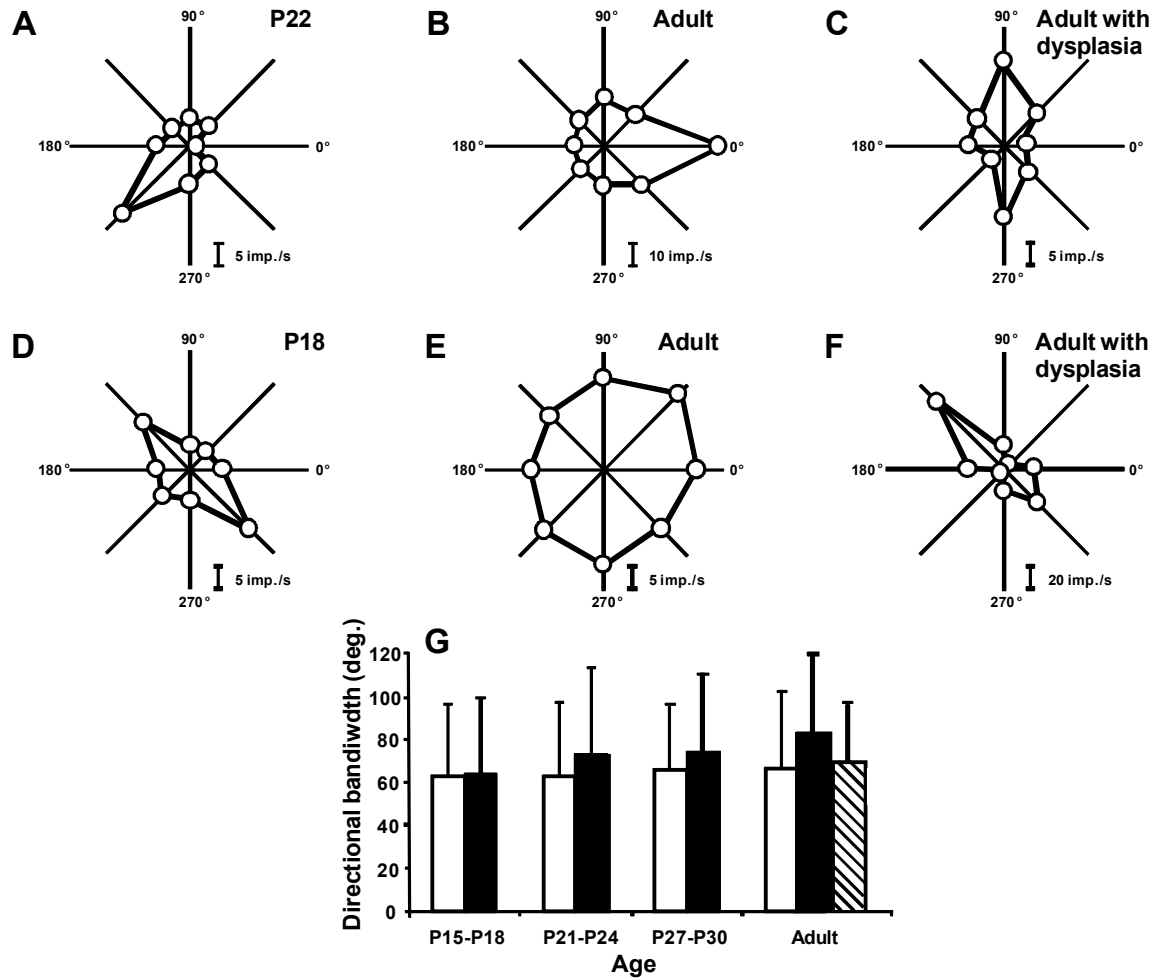 A
P22
90°
180°
0°
270°
5 imp./s
B
Adult
90°
180°
0°
270°
10 imp./s
C
Adult with
dysplasia
90°
180°
0°
270°
5 imp./s
D
P18
90°
180°
0°
270°
5 imp./s
E
Adult
90°
180°
0°
270°
5 imp./s
F
Adult with
dysplasia
90°
180°
0°
270°
20 imp./s
G
Directional bandiwdth (deg.)
120
100
80
60
40
20
0
P15-P18
P21-P24
P27-P30
Adult
Age